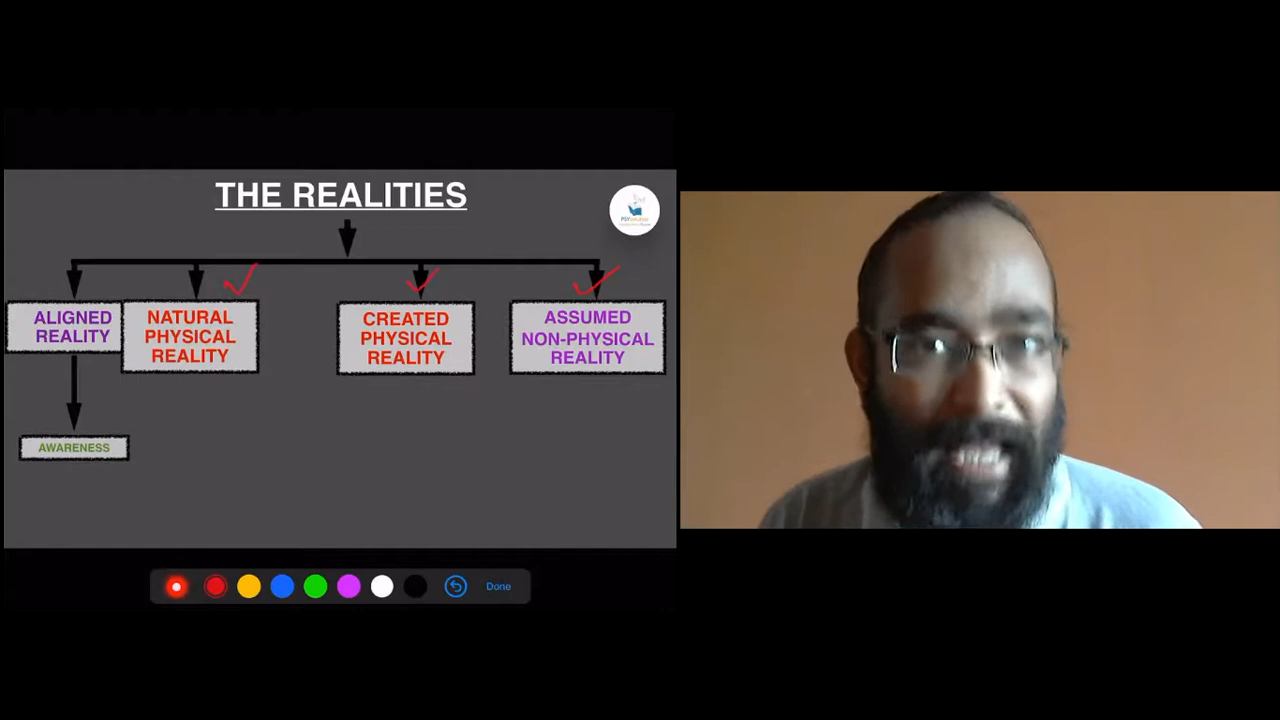 THE REALITIES
ALIGNED
REALITY
NATURAL
PHYSICAL
REALITY
CREATED
PHYSICAL
REALITY
ASSUMED
NON-PHYSICAL
REALITY
AWARENESS
Done